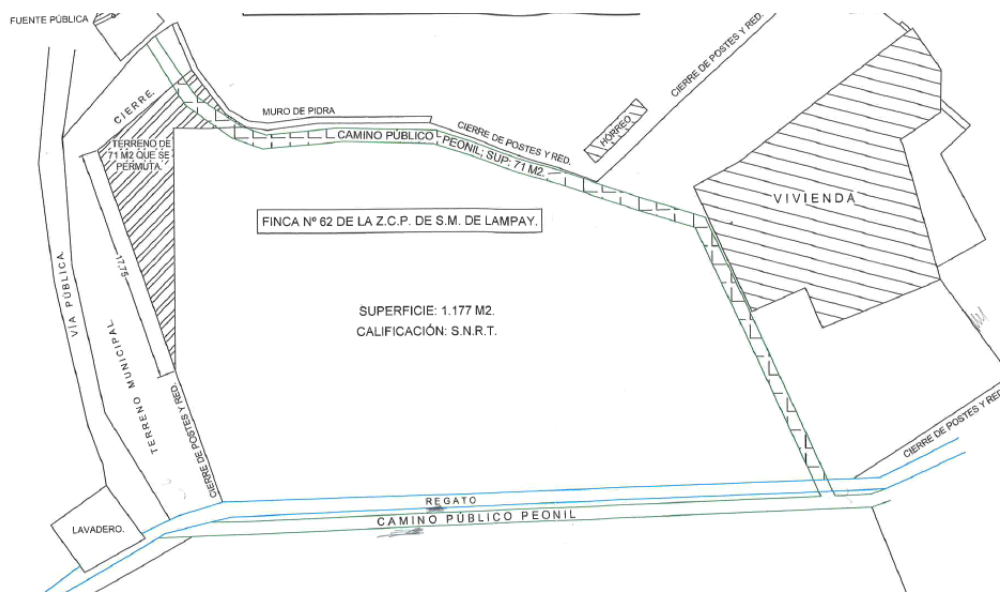 FUENTE PÚBLICA
CIERRE DE POSTES Y RED.
CIERRE.
MURO DE PIDRA
CIERRE DE POSTES Y RED.
HÓRREO
CAMINO PÚBLICO PEONIL; SUP: 71 M2.
TERRENO DE
71 M2 QUE SE
PERMUTA.
VIVIENDA
FINCA Nº 62 DE LA Z.C.P. DE S.M. DE LAMPAY.
VÍA PÚBLICA
SUPERFICIE: 1.177 M2.
CALIFICACIÓN: S.N.R.T.
TERRENO MUNICIPAL
CIERRE DE POSTES Y RED.
CIERRE DE POSTES Y RED
REGATO
CAMINO PÚBLICO PEONIL
LAVADERO.